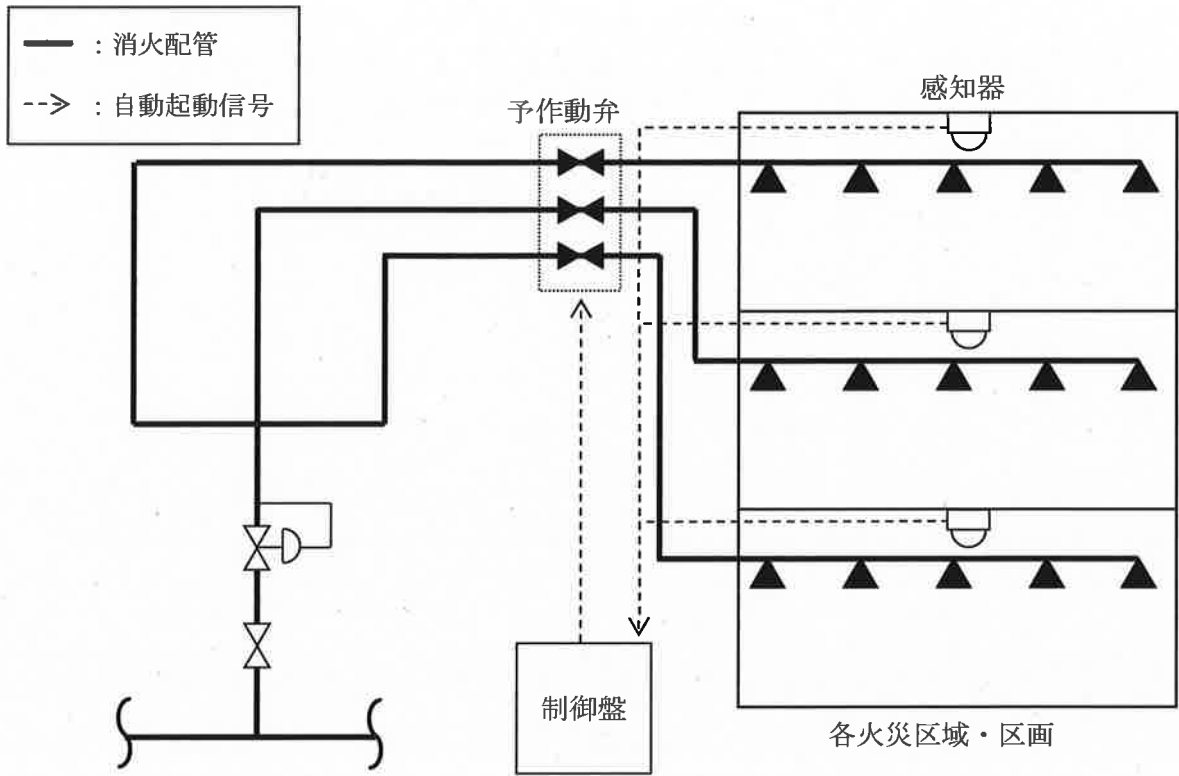 ：消火配管
：自動起動信号
感知器
予作動弁
制御盤
各火災区域・区画